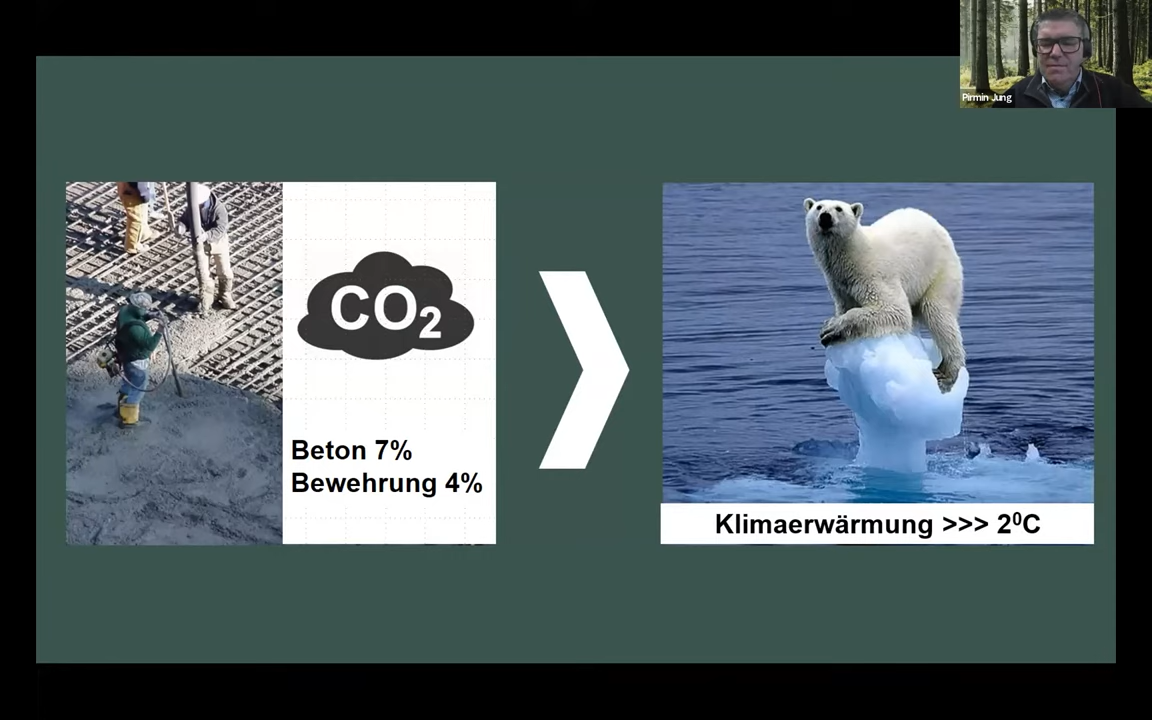 Pirmin Jung
CO₂
Beton 7%
Bewehrung 4%
Klimaerwärmung >>> 2⁰C